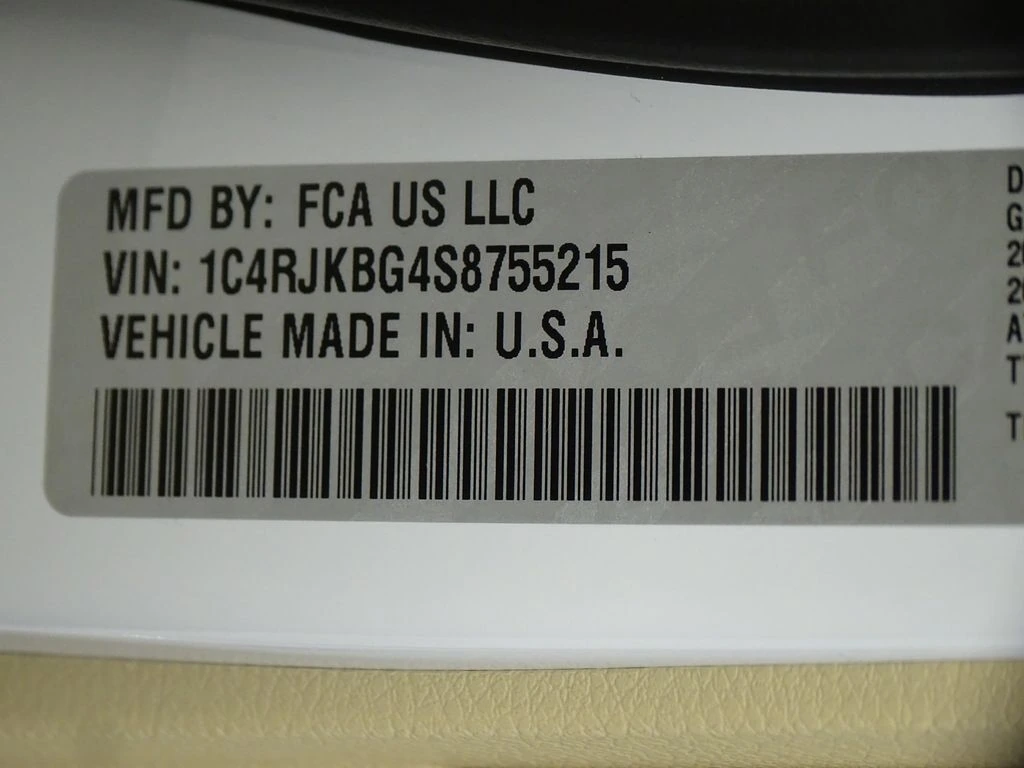 MFD BY: FCA US LLC
VIN: 1C4RJKBG4S8755215
VEHICLE MADE IN: U.S.A.
D
G
A
T
T